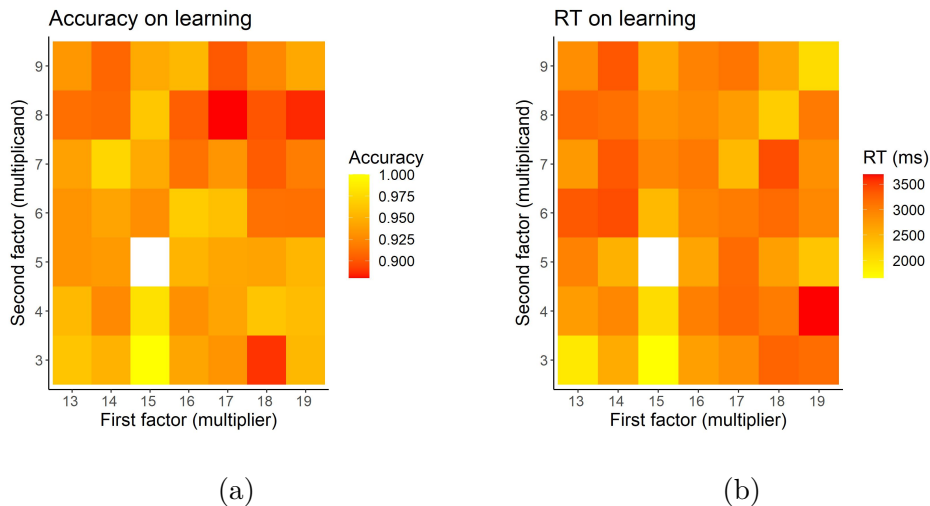 Accuracy on learning
Second factor (multiplicand)
9
8
7
6
5
4
3
13 14 15 16 17 18 19
First factor (multiplier)
Accuracy
1.000
0.975
0.950
0.925
0.900
(a)
RT on learning
Second factor (multiplicand)
9
8
7
6
5
4
3
13 14 15 16 17 18 19
First factor (multiplier)
RT (ms)
3500
3000
2500
2000
(b)